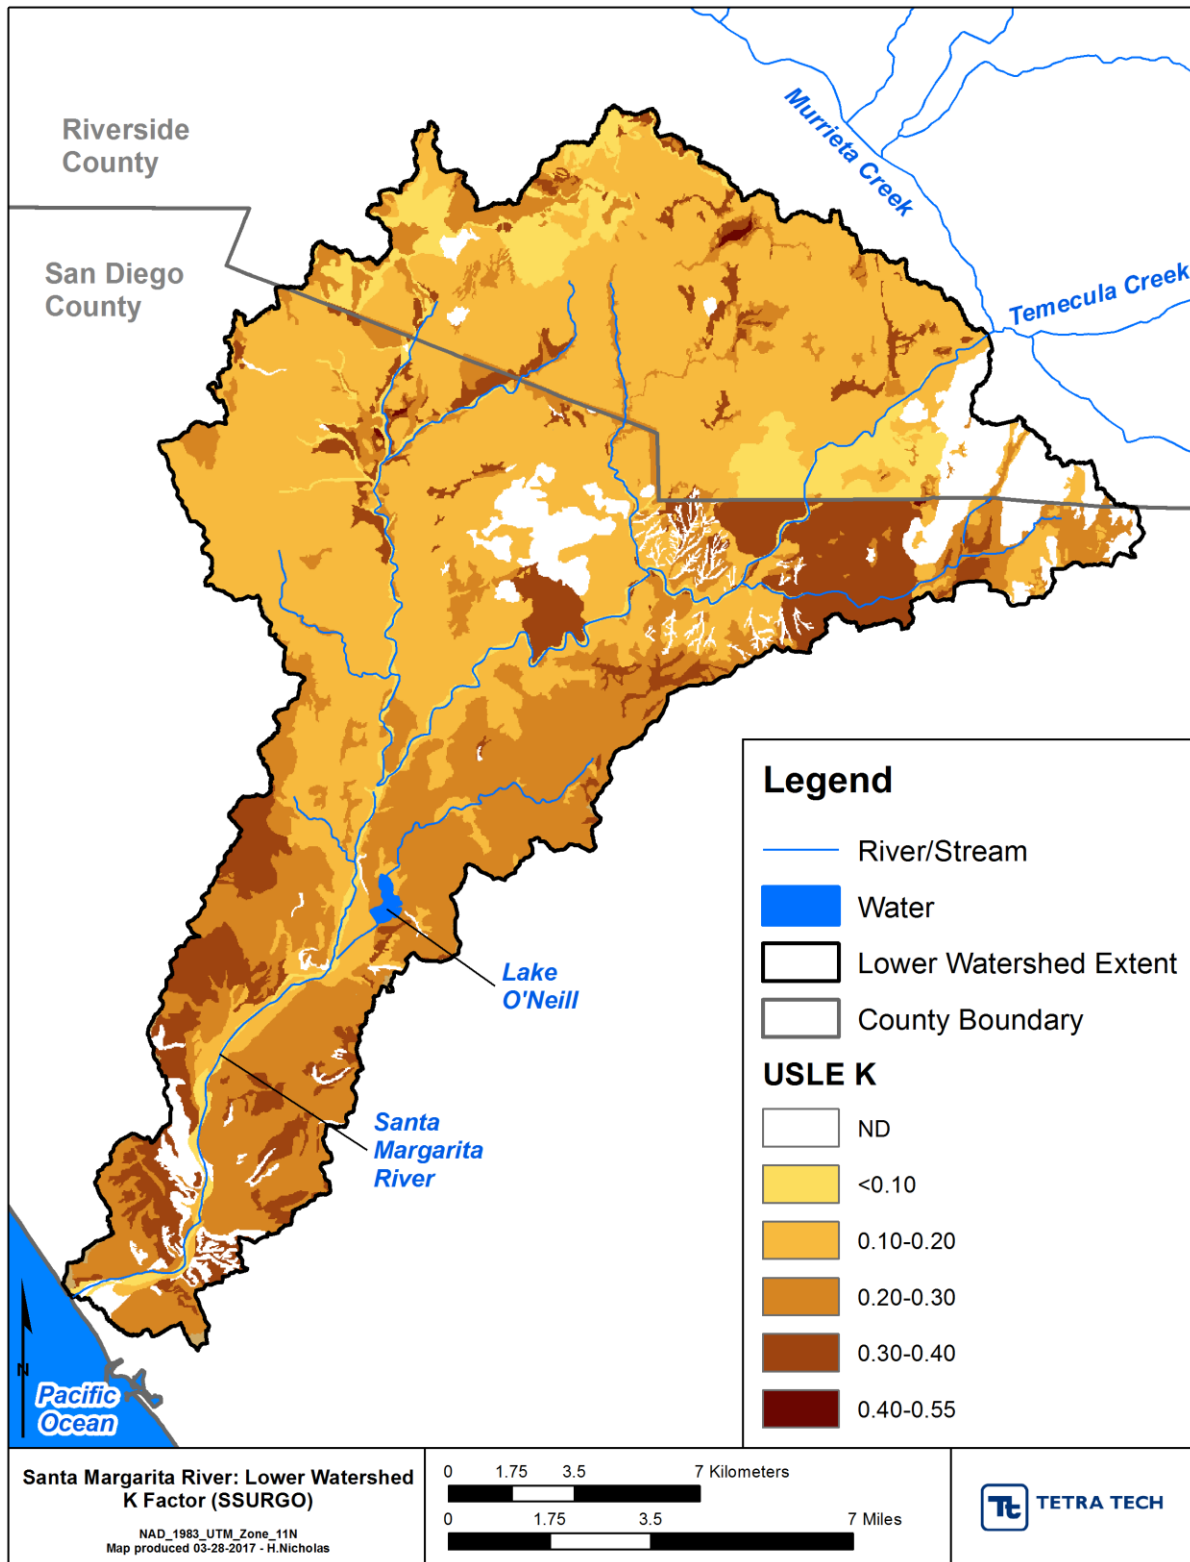 Riverside
County
San Diego
County
Murrieta Creek
Temecula Creek
Lake
O'Neill
Santa
Margarita
River
Pacific
Ocean
N
Legend
River/Stream
Water
Lower Watershed Extent
County Boundary
USLE K
ND
<0.10
0.10-0.20
0.20-0.30
0.30-0.40
0.40-0.55
Santa Margarita River: Lower Watershed
K Factor (SSURGO)
NAD_1983_UTM_Zone_11N
Map produced 03-28-2017 - H.Nicholas
0 1.75 3.5 7 Kilometers
0 1.75 3.5 7 Miles
Tt TETRA TECH